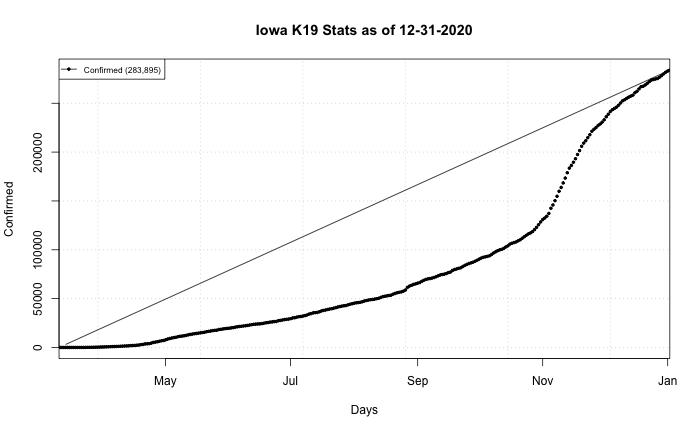 Iowa K19 Stats as of 12-31-2020
Confirmed (283,895)
Confirmed
200000
100000
50000
0
May
Jul
Sep
Nov
Jan
Days